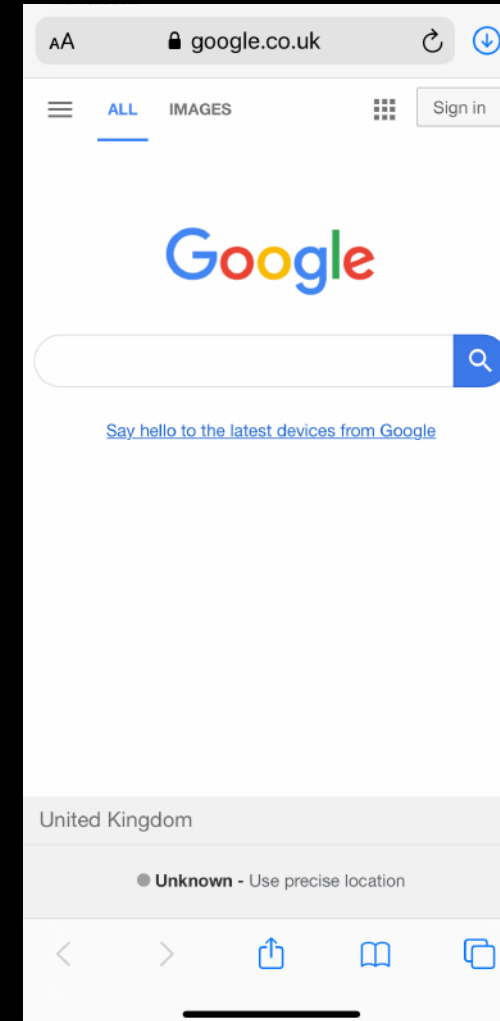 AA google.co.uk
ALL IMAGES Sign in
Google
Say hello to the latest devices from Google
United Kingdom
Unknown - Use precise location